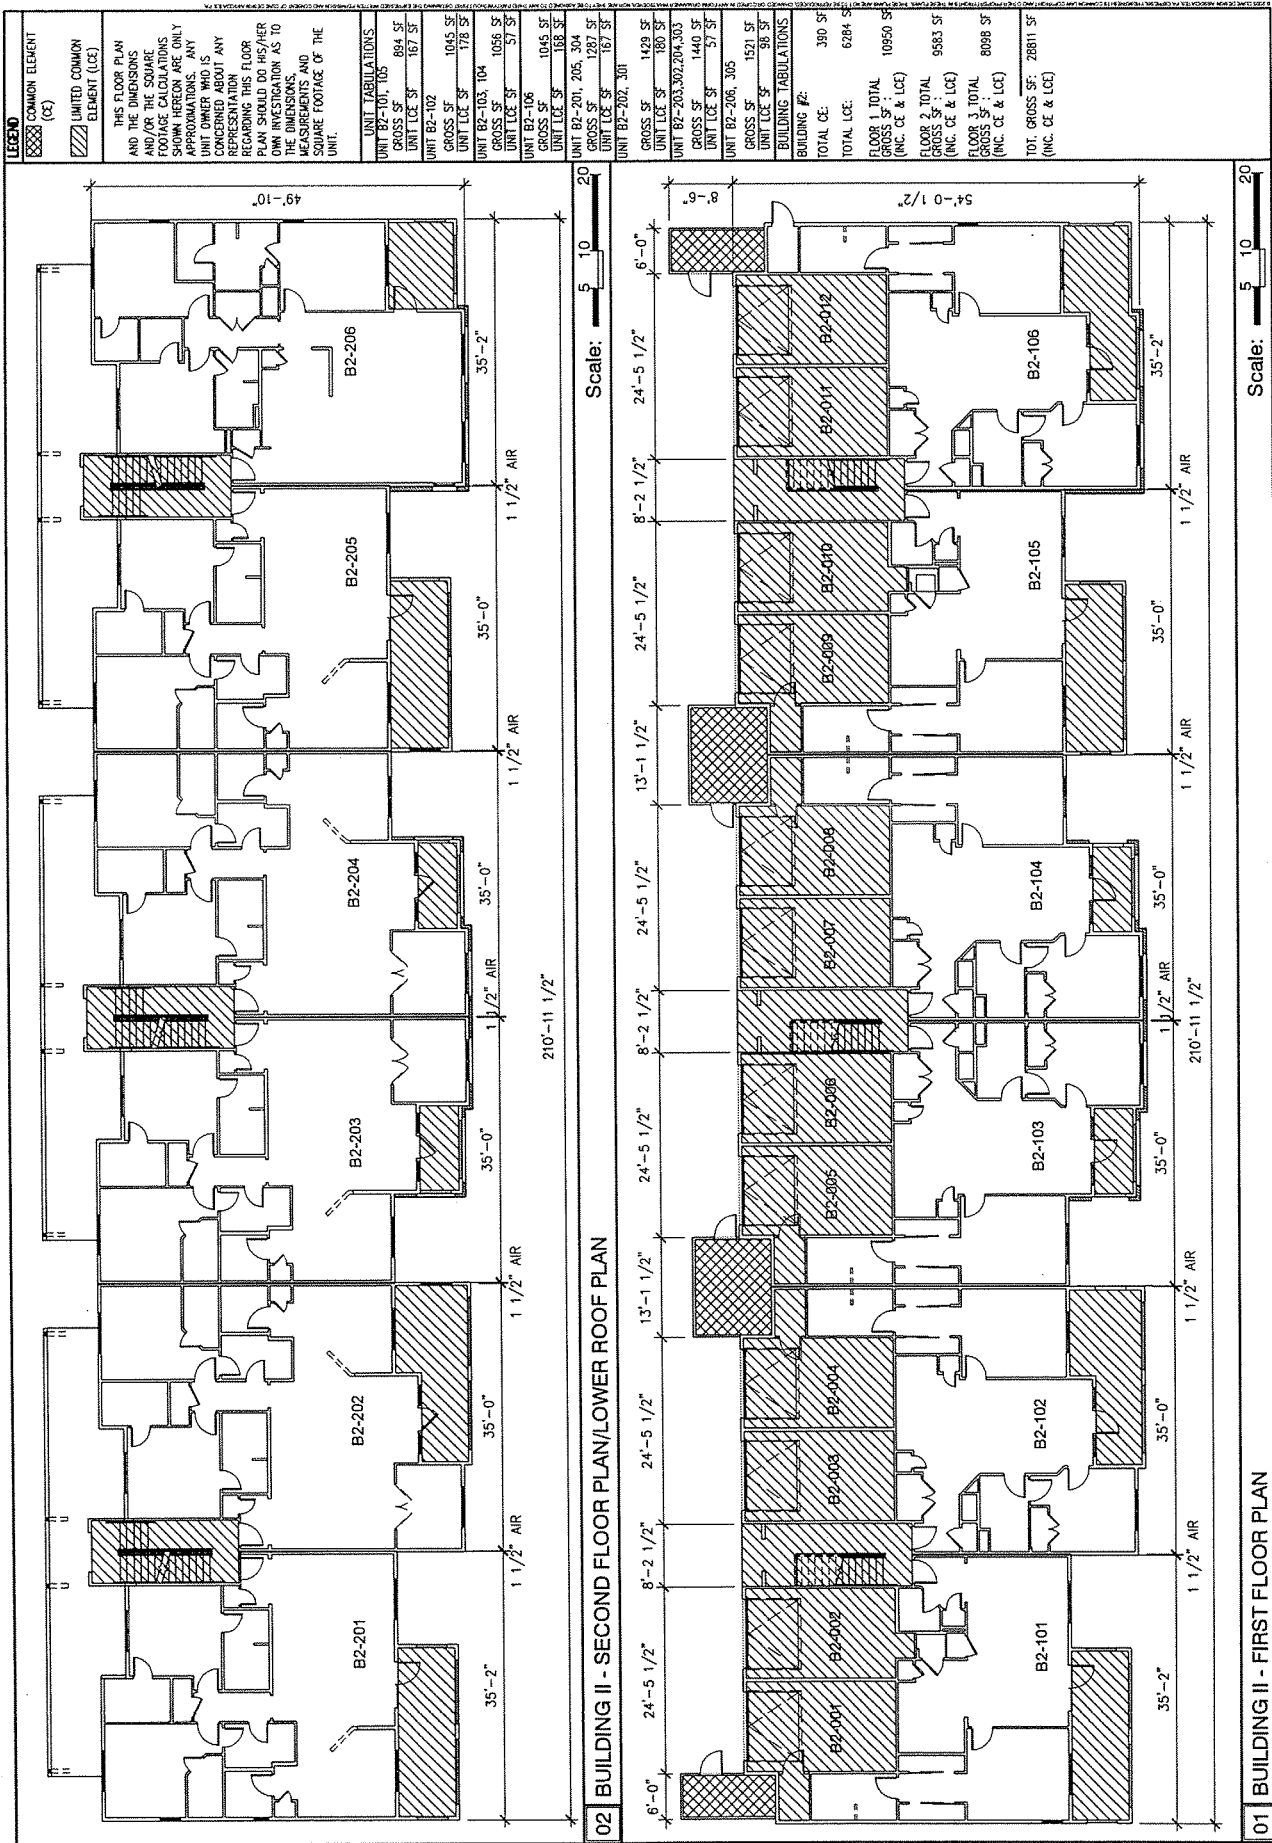 LEGEND
COMMON ELEMENT
(CE)
LIMITED COMMON
ELEMENT (LCE)
THIS FLOOR PLAN
AND THE DIMENSIONS
AND/OR THE SQUARE
FOOTAGE CALCULATIONS
SHOWN HEREON ARE ONLY
APPROXIMATIONS. ANY
UNIT OWNER WHO IS
CONCERNED ABOUT ANY
REPRESENTATION
REGARDING THIS FLOOR
PLAN SHOULD DO HIS/HER
OWN INVESTIGATION AS TO
THE DIMENSIONS,
MEASUREMENTS AND
SQUARE FOOTAGE OF THE
UNIT.
UNIT TABULATIONS
UNIT B2-101, 105
GROSS SF 894 SF
UNIT LCE SF 167 SF
UNIT B2-102
GROSS SF 1045 SF
UNIT LCE SF 178 SF
UNIT B2-103, 104
GROSS SF 1056 SF
UNIT LCE SF 57 SF
UNIT B2-106
GROSS SF 1045 SF
UNIT LCE SF 168 SF
UNIT B2-201, 205, 304
GROSS SF 1287 SF
UNIT LCE SF 167 SF
UNIT B2-202, 301
GROSS SF 1429 SF
UNIT LCE SF 180 SF
UNIT B2-203,302,204,303
GROSS SF 1440 SF
UNIT LCE SF 57 SF
UNIT B2-206, 305
GROSS SF 1521 SF
UNIT LCE SF 98 SF
BUILDING TABULATIONS
BUILDING #2:
TOTAL CE: 390 SF
TOTAL LCE: 6284 SF
FLOOR 1 TOTAL
GROSS SF: 10950 SF
(INC. CE & LCE)
FLOOR 2 TOTAL
GROSS SF: 9583 SF
(INC. CE & LCE)
FLOOR 3 TOTAL
GROSS SF: 8098 SF
(INC. CE & LCE)
TOT. GROSS SF: 28811 SF
(INC. CE & LCE)
49'-10"
B2-201
B2-202
B2-203
B2-204
B2-205
B2-206
35'-2"
35'-0"
35'-0"
35'-0"
35'-0"
35'-2"
1 1/2" AIR
1 1/2" AIR
1 1/2" AIR
1 1/2" AIR
1 1/2" AIR
210'-11 1/2"
02 BUILDING II - SECOND FLOOR PLAN/LOWER ROOF PLAN
Scale: 5 10 20
6'-0"
24'-5 1/2"
8'-2 1/2"
24'-5 1/2"
13'-1 1/2"
24'-5 1/2"
8'-2 1/2"
24'-5 1/2"
13'-1 1/2"
24'-5 1/2"
8'-2 1/2"
24'-5 1/2"
6'-0"
8'-6"
54'-0 1/2"
B2-001
B2-002
B2-003
B2-004
B2-005
B2-006
B2-007
B2-008
B2-009
B2-010
B2-011
B2-012
B2-101
B2-102
B2-103
B2-104
B2-105
B2-106
35'-2"
35'-0"
35'-0"
35'-0"
35'-0"
35'-2"
1 1/2" AIR
1 1/2" AIR
1 1/2" AIR
1 1/2" AIR
1 1/2" AIR
210'-11 1/2"
01 BUILDING II - FIRST FLOOR PLAN
Scale: 5 10 20